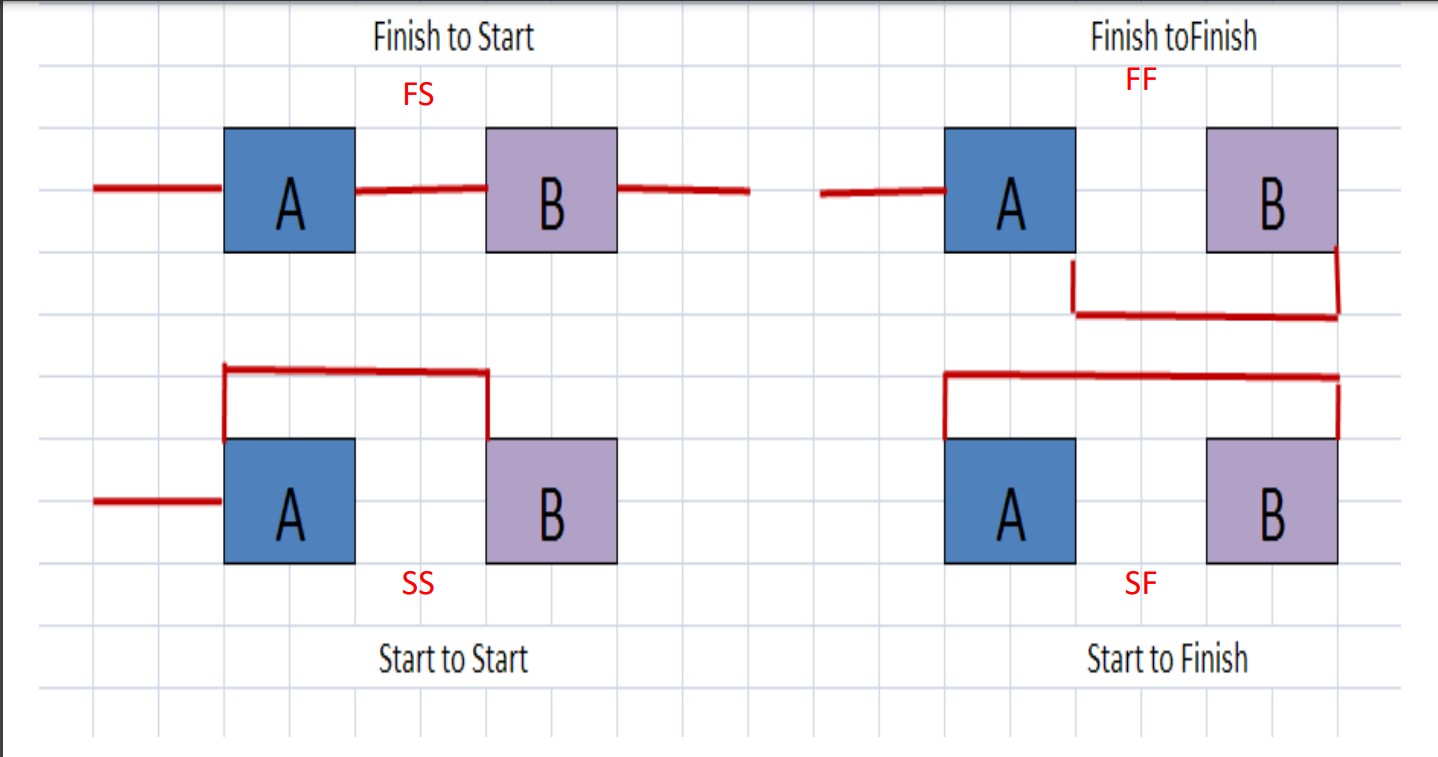 Finish to Start
FS
A
B
Finish toFinish
FF
A
B
A
B
SS
Start to Start
A
B
SF
Start to Finish